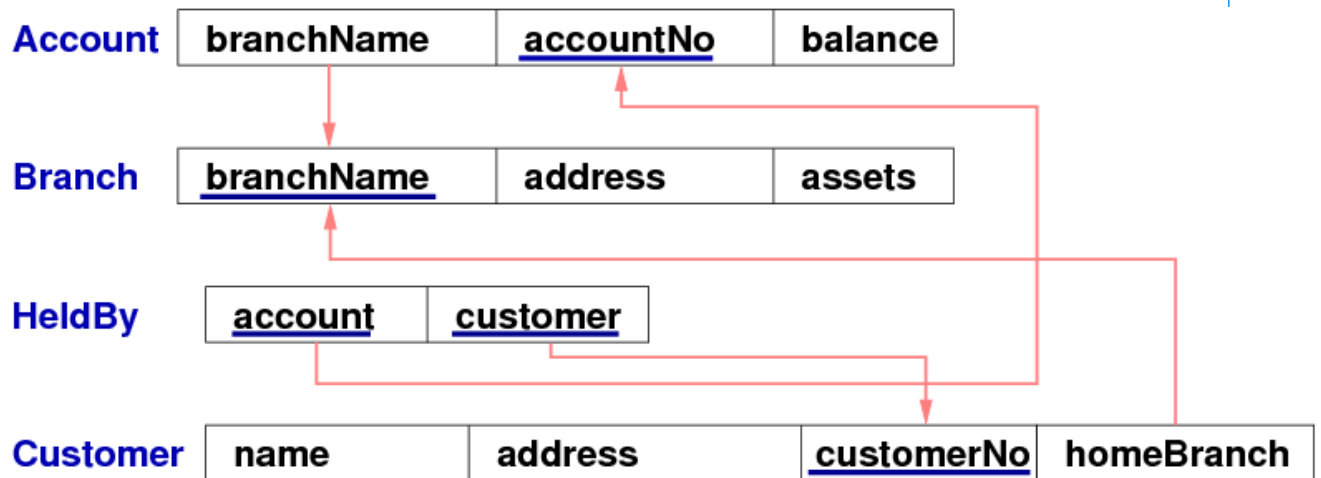 Account branchName accountNo balance
Branch branchName address assets
HeldBy account customer
Customer name address customerNo homeBranch